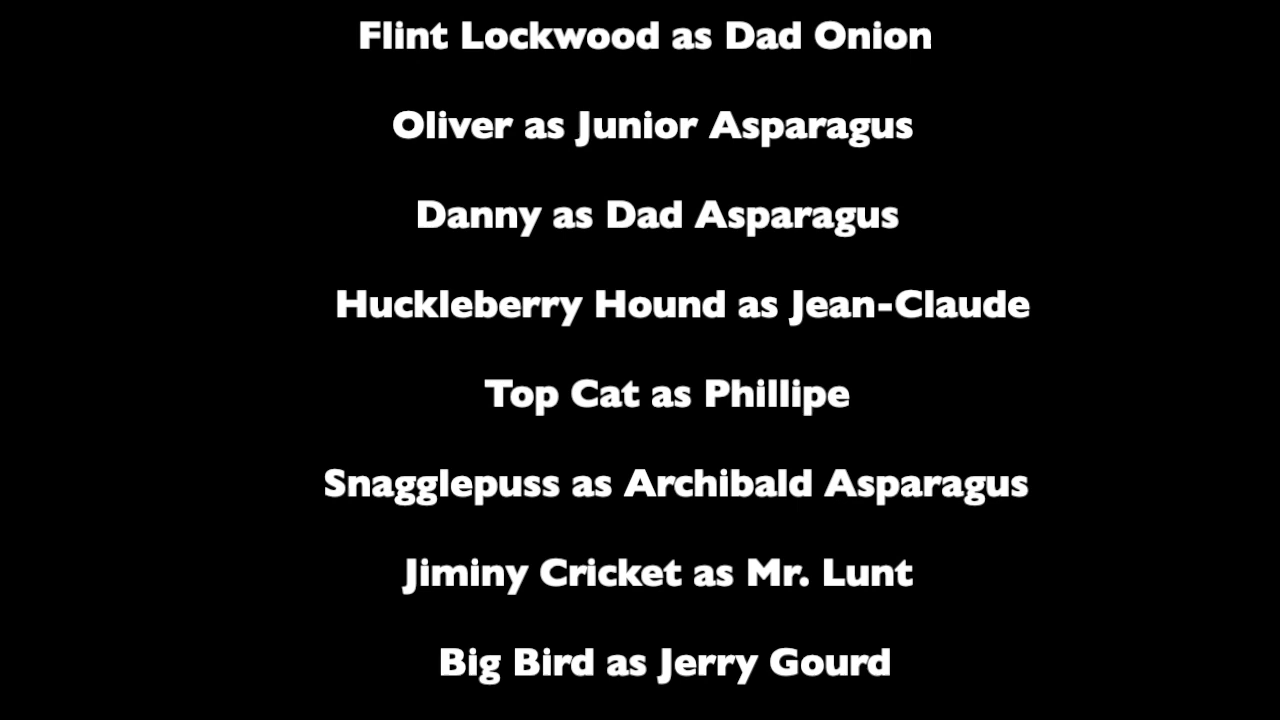 Flint Lockwood as Dad Onion
Oliver as Junior Asparagus
Danny as Dad Asparagus
Huckleberry Hound as Jean-Claude
Top Cat as Phillipe
Snagglepuss as Archibald Asparagus
Jiminy Cricket as Mr. Lunt
Big Bird as Jerry Gourd